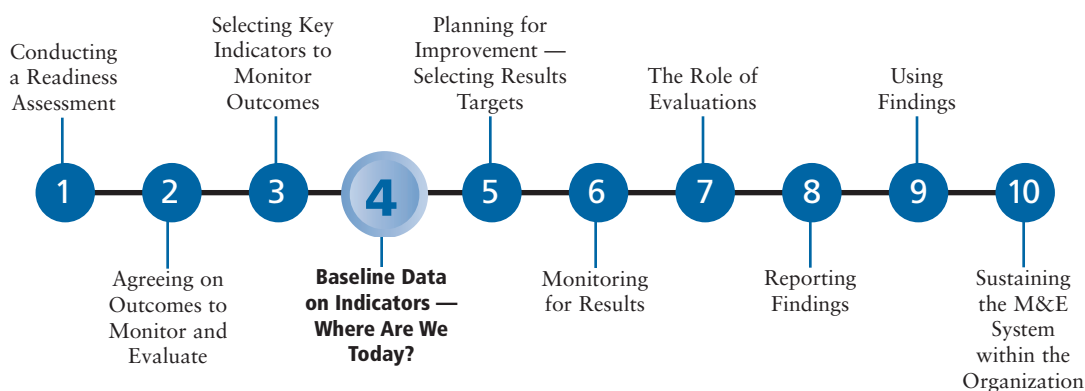 Conducting
a Readiness
Assessment
1
Agreeing on
Outcomes to
Monitor and
Evaluate
2
Selecting Key
Indicators to
Monitor
Outcomes
3
4
Baseline Data
on Indicators —
Where Are We
Today?
Planning for
Improvement —
Selecting Results
Targets
5
6
Monitoring
for Results
The Role of
Evaluations
7
8
Reporting
Findings
Using
Findings
9
10
Sustaining
the M&E
System
within the
Organization